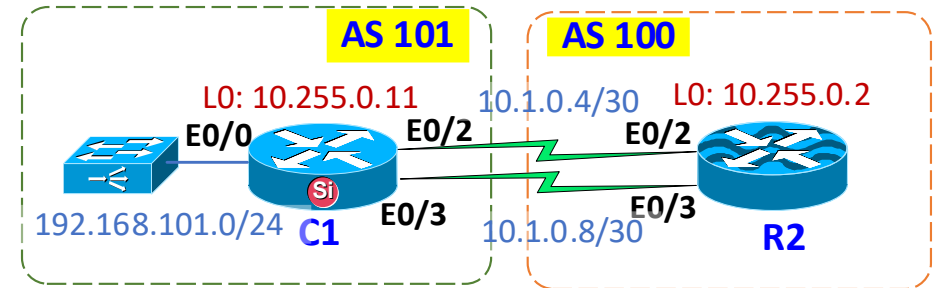 AS 101
AS 100
L0: 10.255.0.11
10.1.0.4/30
L0: 10.255.0.2
E0/0
E0/2
E0/2
Si
E0/3
E0/3
192.168.101.0/24
C1
10.1.0.8/30
R2